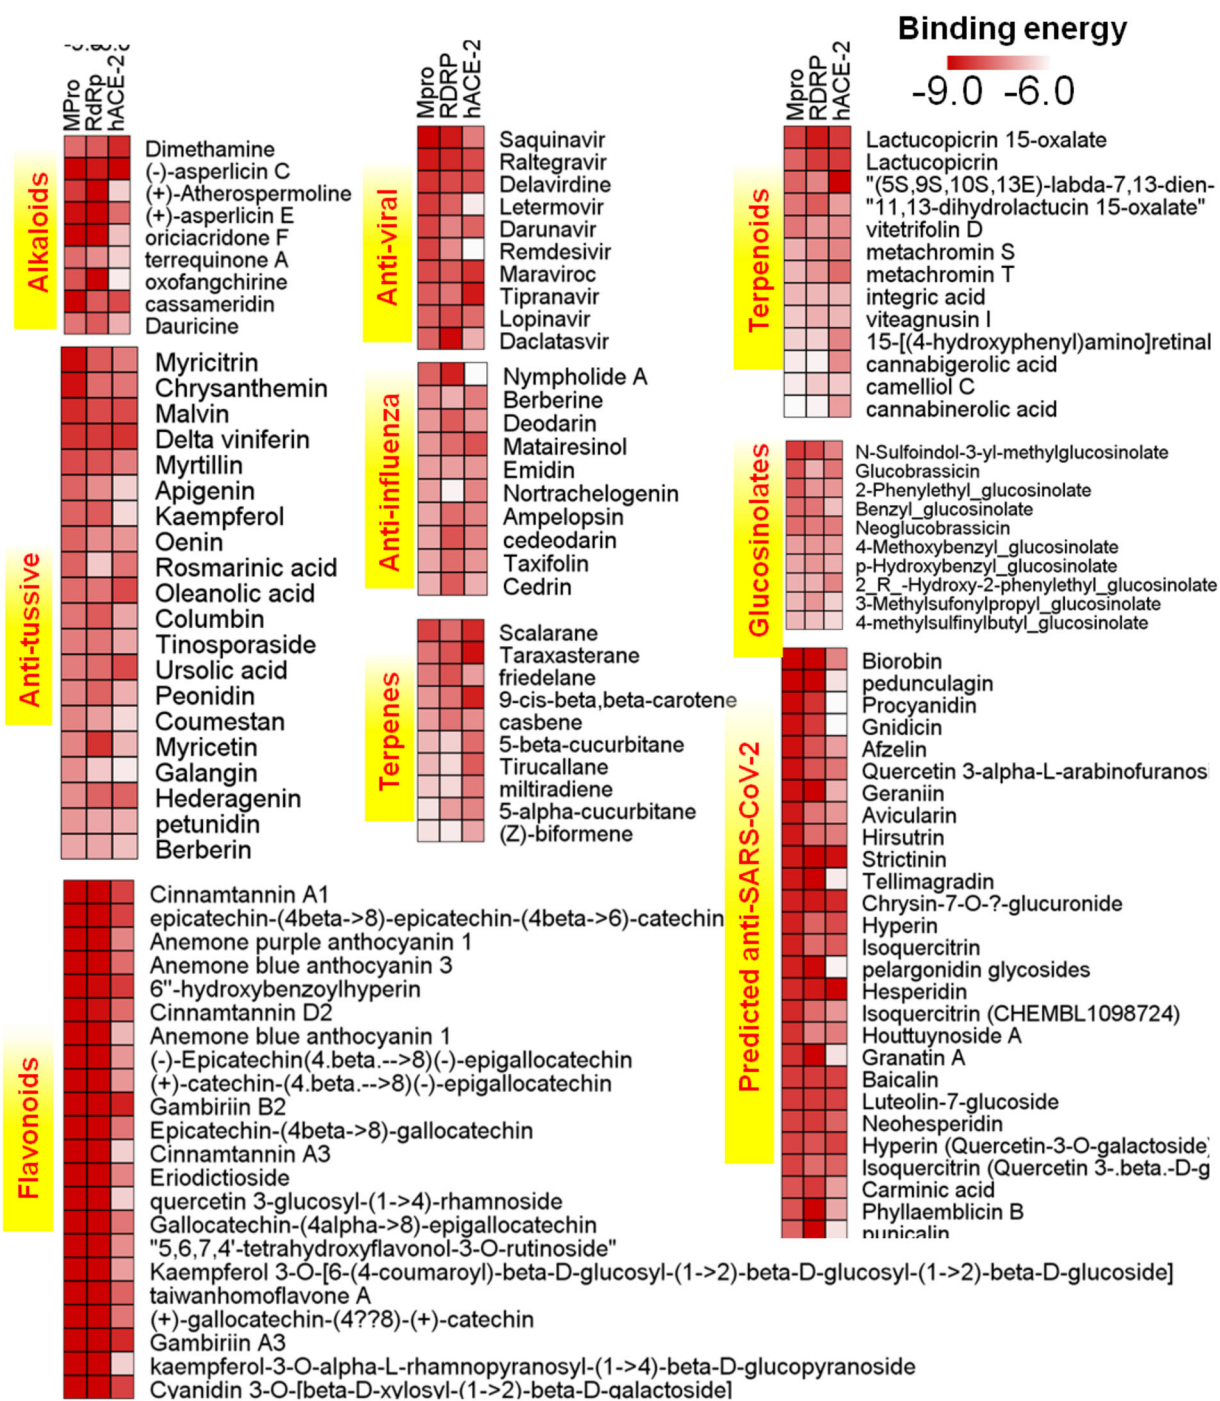 Binding energy
-9.0 -6.0
MPro
RdRp
hACE-2
Alkaloids
Dimethamine
(-)-asperlicin C
(+)-Atherospermoline
(+)-asperlicin E
oriciacridone F
terrequinone A
oxofangchirine
cassameridin
Dauricine
Anti-tussive
Myricitrin
Chrysanthemin
Malvin
Delta viniferin
Myrtillin
Apigenin
Kaempferol
Oenin
Rosmarinic acid
Oleanolic acid
Columbin
Tinosporaside
Ursolic acid
Peonidin
Coumestan
Myricetin
Galangin
Hederagenin
petunidin
Berberin
Mpro
RDRP
hACE-2
Anti-viral
Saquinavir
Raltegravir
Delavirdine
Letermovir
Darunavir
Remdesivir
Maraviroc
Tipranavir
Lopinavir
Daclatasvir
Anti-influenza
Nympholide A
Berberine
Deodarin
Matairesinol
Emidin
Nortrachelogenin
Ampelopsin
cedeodarin
Taxifolin
Cedrin
Terpenes
Scalarane
Taraxasterane
friedelane
9-cis-beta,beta-carotene
casbene
5-beta-cucurbitane
Tirucallane
miltiradiene
5-alpha-cucurbitane
(Z)-biformene
Mpro
RDRP
hACE-2
Terpenoids
Lactucopicrin 15-oxalate
Lactucopicrin
"(5S,9S,10S,13E)-labda-7,13-dien-
"11,13-dihydrolactucin 15-oxalate"
vitetrifolin D
metachromin S
metachromin T
integric acid
viteagnusin I
15-[(4-hydroxyphenyl)amino]retinal
cannabigerolic acid
camelliol C
cannabinerolic acid
Glucosinolates
N-Sulfoindol-3-yl-methylglucosinolate
Glucobrassicin
2-Phenylethyl_glucosinolate
Benzyl_glucosinolate
Neoglucobrassicin
4-Methoxybenzyl_glucosinolate
p-Hydroxybenzyl_glucosinolate
2_R_-Hydroxy-2-phenylethyl_glucosinolate
3-Methylsufonylpropyl_glucosinolate
4-methylsulfinylbutyl_glucosinolate
Predicted anti-SARS-CoV-2
Biorobin
pedunculagin
Procyanidin
Gnidicin
Afzelin
Quercetin 3-alpha-L-arabinofuranosi
Geraniin
Avicularin
Hirsutrin
Strictinin
Tellimagradin
Chrysin-7-O-?-glucuronide
Hyperin
Isoquercitrin
pelargonidin glycosides
Hesperidin
Isoquercitrin (CHEMBL1098724)
Houttuynoside A
Granatin A
Baicalin
Luteolin-7-glucoside
Neohesperidin
Hyperin (Quercetin-3-O-galactoside)
Isoquercitrin (Quercetin 3-.beta.-D-g
Carminic acid
Phyllaemblicin B
punicalin
Flavonoids
Cinnamtannin A1
epicatechin-(4beta->8)-epicatechin-(4beta->6)-catechin
Anemone purple anthocyanin 1
Anemone blue anthocyanin 3
6"-hydroxybenzoylhyperin
Cinnamtannin D2
Anemone blue anthocyanin 1
(-)-Epicatechin(4.beta.-->8)(-)-epigallocatechin
(+)-catechin-(4.beta.-->8)(-)-epigallocatechin
Gambiriin B2
Epicatechin-(4beta->8)-gallocatechin
Cinnamtannin A3
Eriodictioside
quercetin 3-glucosyl-(1->4)-rhamnoside
Gallocatechin-(4alpha->8)-epigallocatechin
"5,6,7,4'-tetrahydroxyflavonol-3-O-rutinoside"
Kaempferol 3-O-[6-(4-coumaroyl)-beta-D-glucosyl-(1->2)-beta-D-glucosyl-(1->2)-beta-D-glucoside]
taiwanhomoflavone A
(+)-gallocatechin-(4??8)-(+)-catechin
Gambiriin A3
kaempferol-3-O-alpha-L-rhamnopyranosyl-(1->4)-beta-D-glucopyranoside
Cyanidin 3-O-[beta-D-xylosyl-(1->2)-beta-D-galactoside]